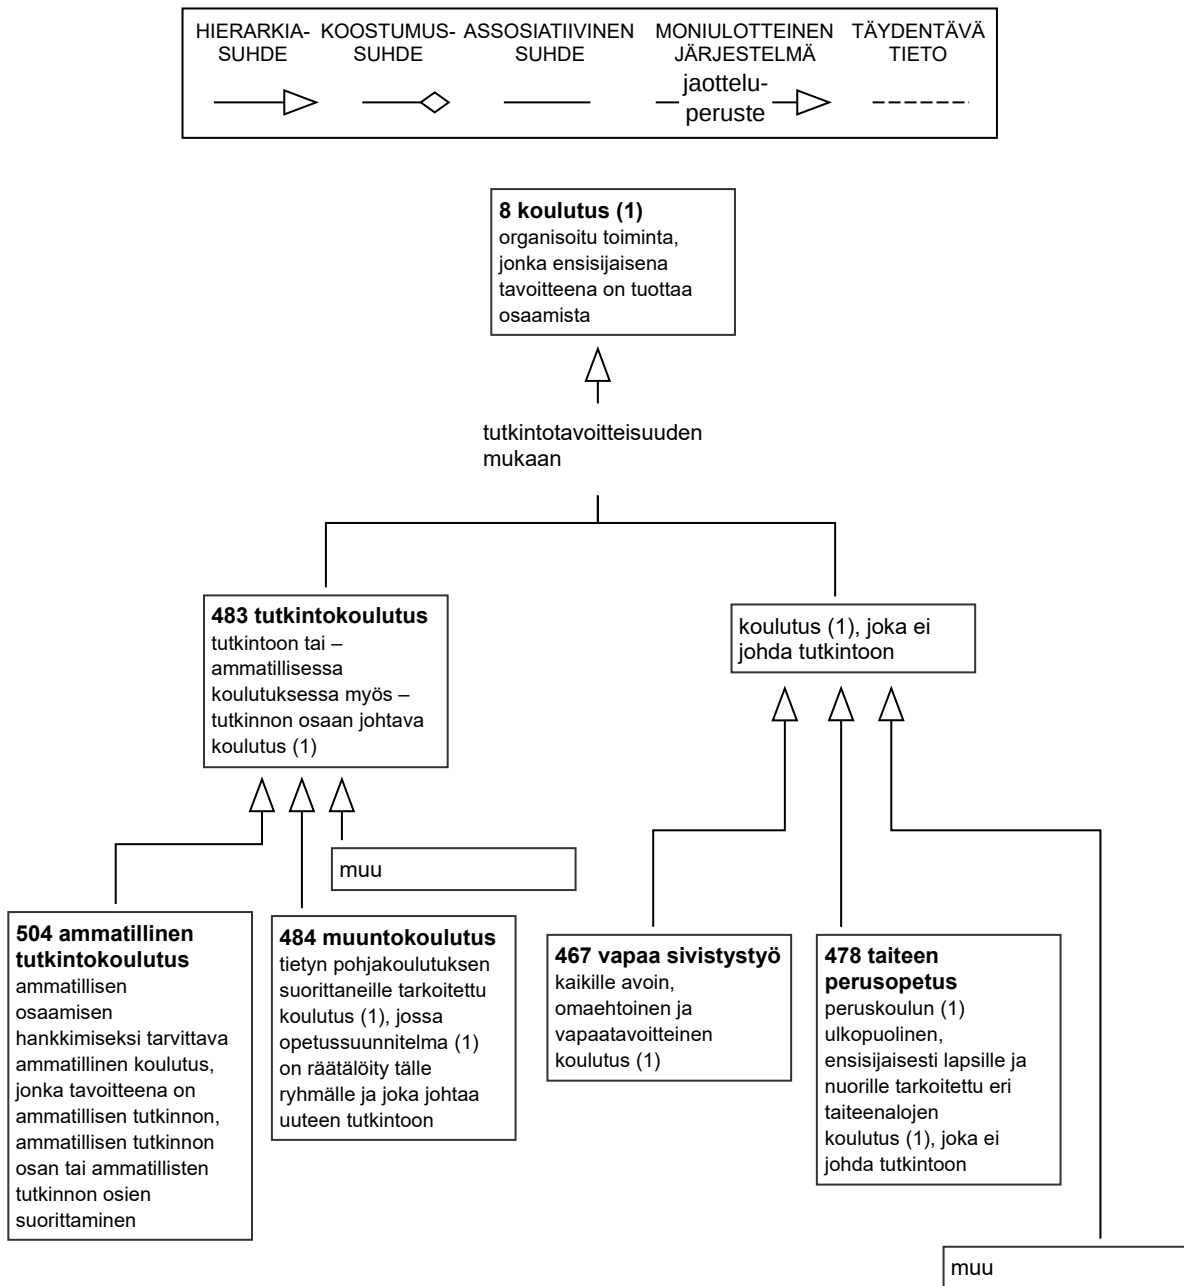 HIERARKIA-
SUHDE
KOOSTUMUS-
SUHDE
ASSOSIATIIVINEN
SUHDE
MONIULOTTEINEN
JÄRJESTELMÄ
jaottelu-
peruste
TÄYDENTÄVÄ
TIETO
8 koulutus (1)
organisoitu toiminta,
jonka ensisijaisena
tavoitteena on tuottaa
osaamista
tutkintotavoitteisuuden
mukaan
483 tutkintokoulutus
tutkintoon tai –
ammatillisessa
koulutuksessa myös –
tutkinnon osaan johtava
koulutus (1)
koulutus (1), joka ei
johda tutkintoon
muu
504 ammatillinen
tutkintokoulutus
ammatillisen
osaamisen
hankkimiseksi tarvittava
ammatillinen koulutus,
jonka tavoitteena on
ammatillisen tutkinnon,
ammatillisen tutkinnon
osan tai ammatillisten
tutkinnon osien
suorittaminen
484 muuntokoulutus
tietyn pohjakoulutuksen
suorittaneille tarkoitettu
koulutus (1), jossa
opetussuunnitelma (1)
on räätälöity tälle
ryhmälle ja joka johtaa
uuteen tutkintoon
467 vapaa sivistystyö
kaikille avoin,
omaehtoinen ja
vapaatavoitteinen
koulutus (1)
478 taiteen
perusopetus
peruskoulun (1)
ulkopuolinen,
ensisijaisesti lapsille ja
nuorille tarkoitettu eri
taiteenalojen
koulutus (1), joka ei
johda tutkintoon
muu